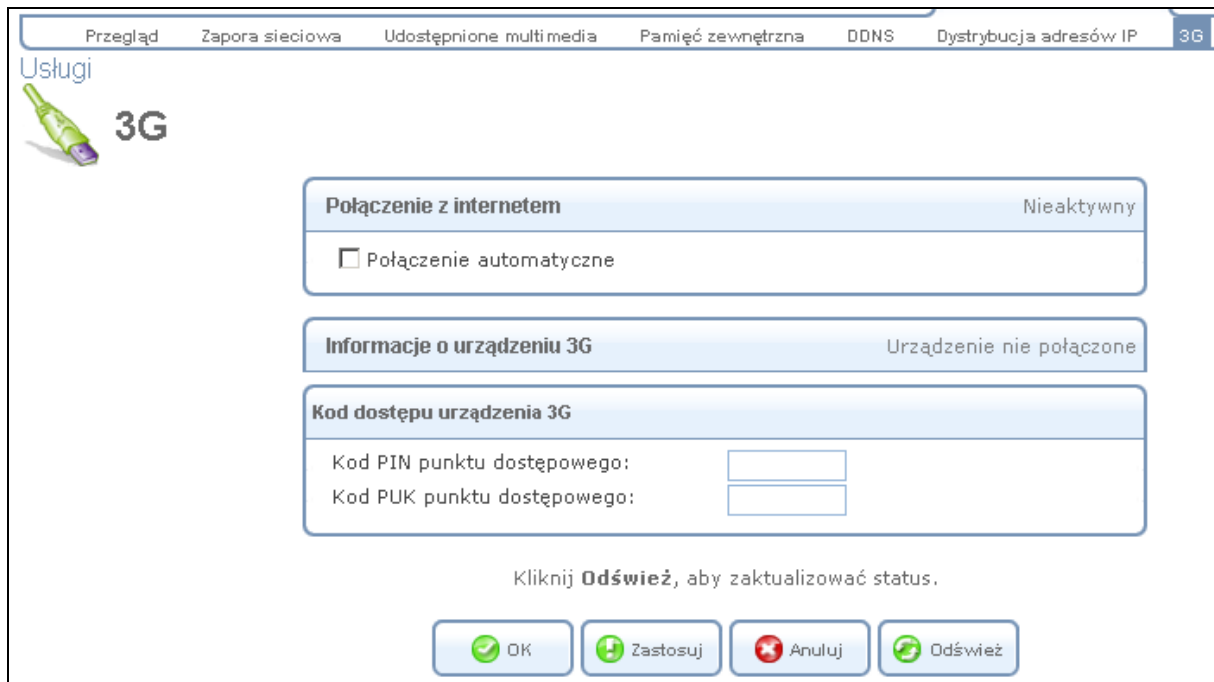 Przegląd Zapora sieciowa Udostępnione multimedia Pamięć zewnętrzna DDNS Dystrybucja adresów IP 3G
Usługi
3G
Połączenie z internetem Nieaktywny
Połączenie automatyczne
Informacje o urządzeniu 3G Urządzenie nie połączone
Kod dostępu urządzenia 3G
Kod PIN punktu dostępowego:
Kod PUK punktu dostępowego:
Kliknij Odśwież, aby zaktualizować status.
OK Zastosuj Anuluj Odśwież